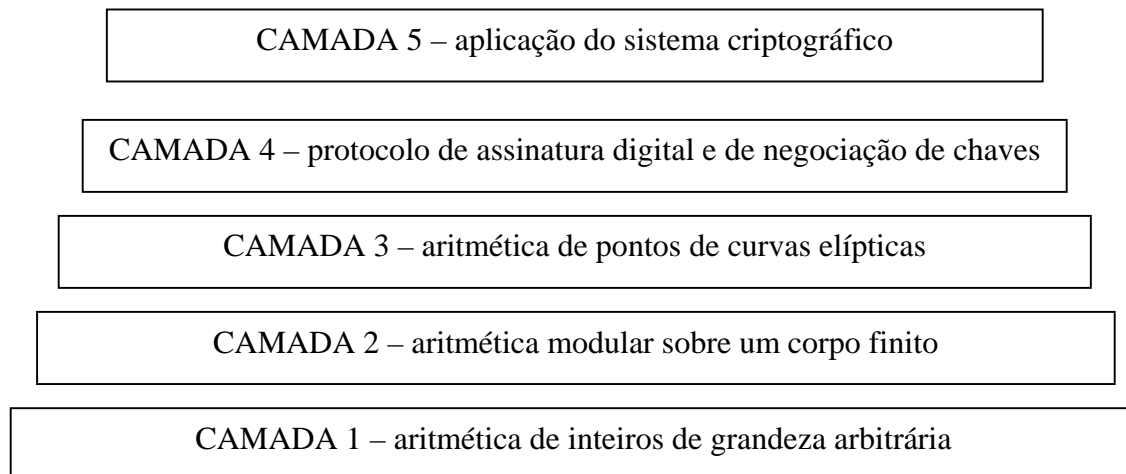 CAMADA 5 – aplicação do sistema criptográfico
CAMADA 4 – protocolo de assinatura digital e de negociação de chaves
CAMADA 3 – aritmética de pontos de curvas elípticas
CAMADA 2 – aritmética modular sobre um corpo finito
CAMADA 1 – aritmética de inteiros de grandeza arbitrária